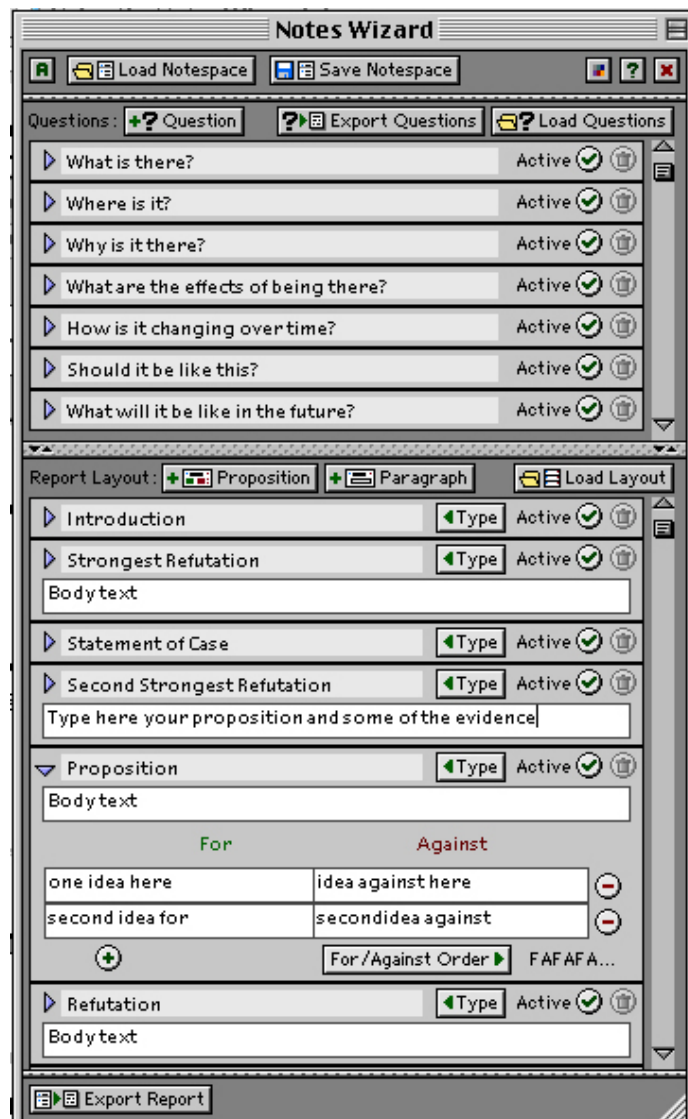 Notes Wizard
A Load Notespace Save Notespace ?
Questions: +? Question ? Export Questions ? Load Questions
What is there? Active
Where is it? Active
Why is it there? Active
What are the effects of being there? Active
How is it changing over time? Active
Should it be like this? Active
What will it be like in the future? Active
Report Layout: + Proposition + Paragraph Load Layout
Introduction Type Active
Strongest Refutation Type Active
Body text
Statement of Case Type Active
Second Strongest Refutation Type Active
Type here your proposition and some of the evidence
Proposition Type Active
Body text
For Against
one idea here idea against here
second idea for secondidea against
For/Against Order FAFAFA...
Refutation Type Active
Body text
Export Report